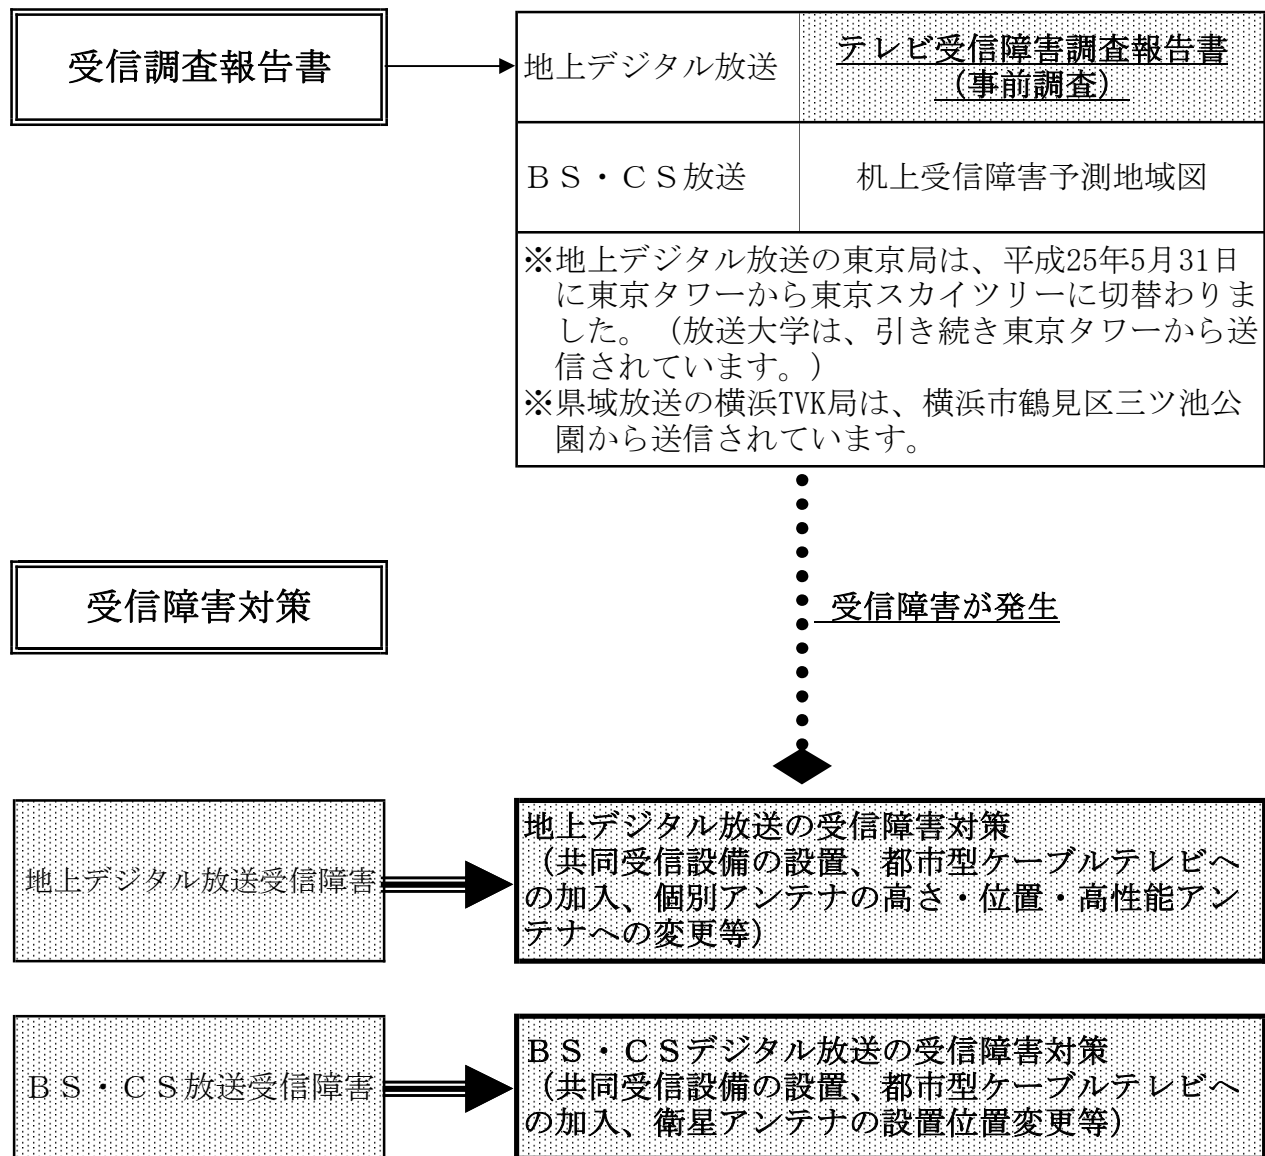 受信調査報告書
地上デジタル放送
テレビ受信障害調査報告書
（事前調査）
ＢＳ・ＣＳ放送
机上受信障害予測地域図
※地上デジタル放送の東京局は、平成25年5月31日
に東京タワーから東京スカイツリーに切替わりま
した。（放送大学は、引き続き東京タワーから送
信されています。）
※県域放送の横浜TVK局は、横浜市鶴見区三ツ池公
園から送信されています。
受信障害対策
受信障害が発生
地上デジタル放送受信障害
地上デジタル放送の受信障害対策
（共同受信設備の設置、都市型ケーブルテレビへ
の加入、個別アンテナの高さ・位置・高性能アン
テナへの変更等）
ＢＳ・ＣＳ放送受信障害
ＢＳ・ＣＳデジタル放送の受信障害対策
（共同受信設備の設置、都市型ケーブルテレビへ
の加入、衛星アンテナの設置位置変更等）